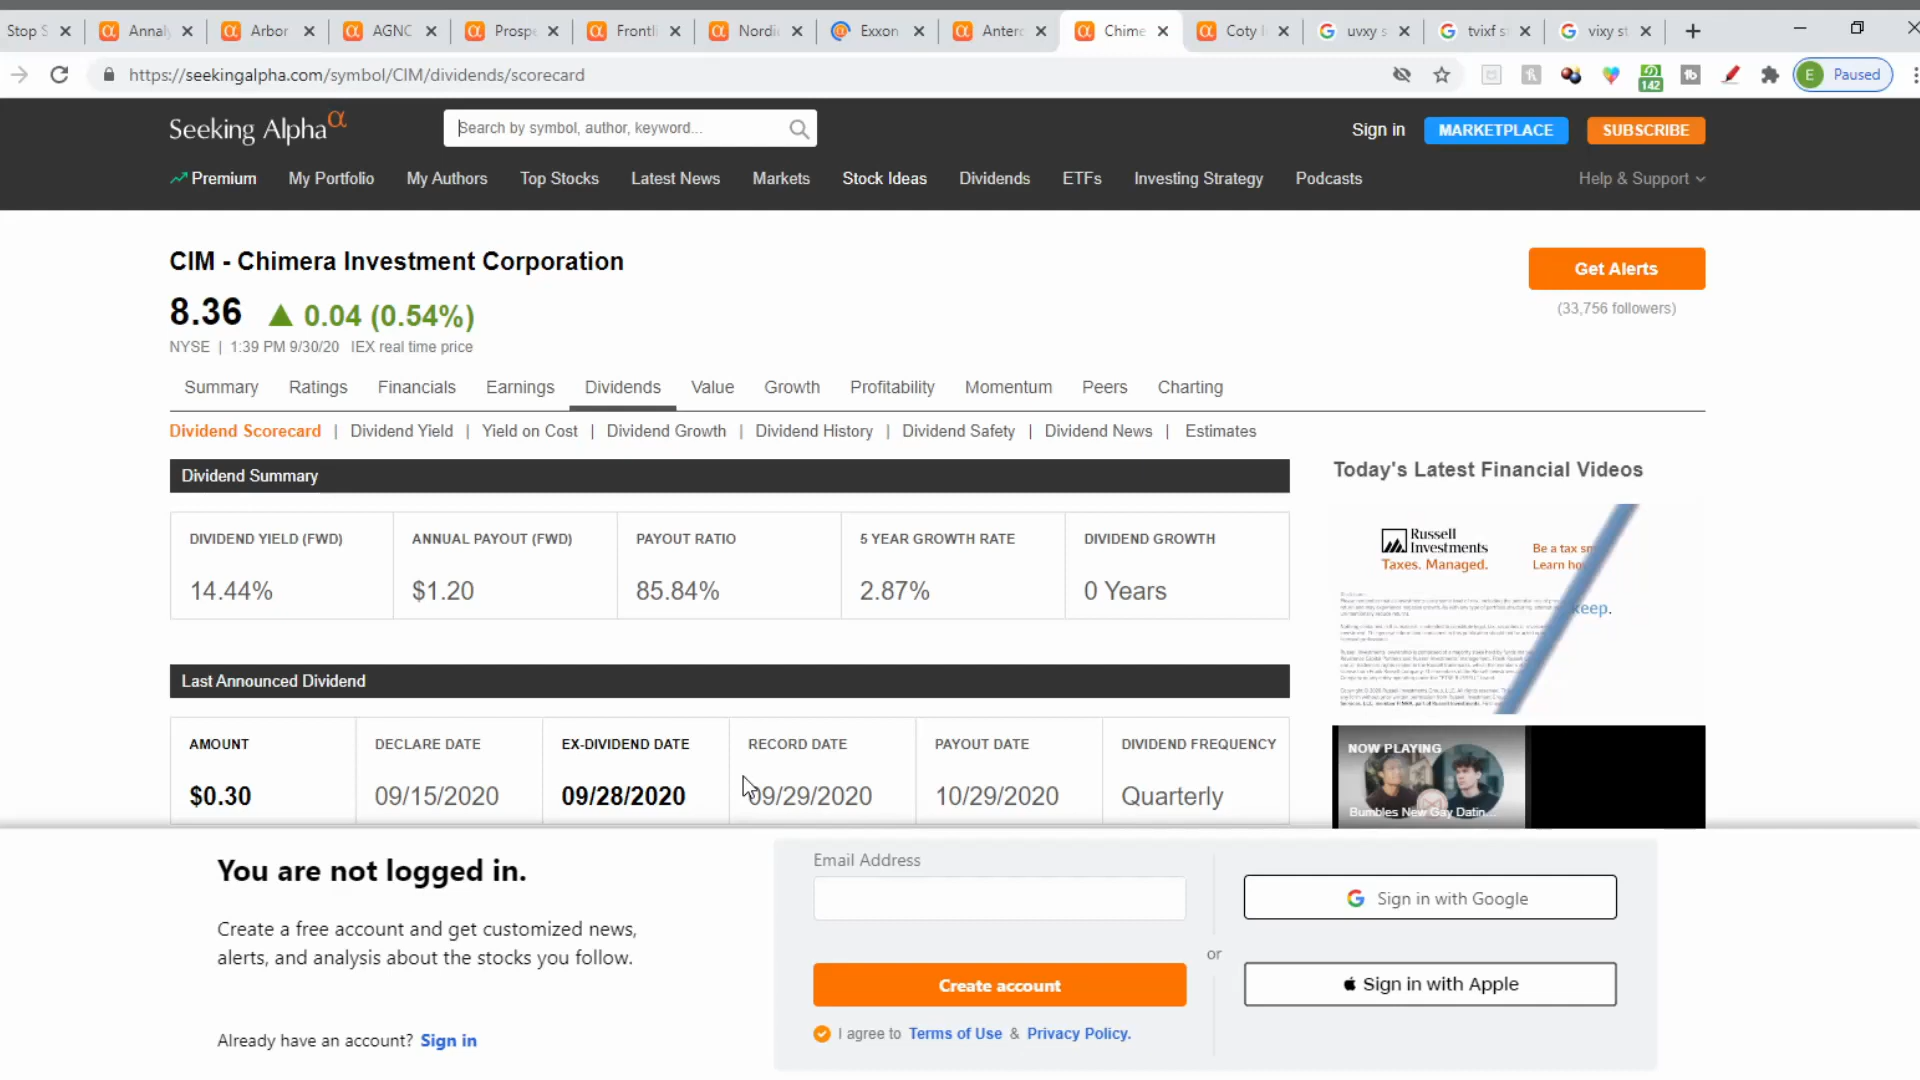 Stop S Annaly Arbor AGNC Prospe Frontl Nordic Exxon Antero Chime Coty I uvxy s tvixf s vixy st
https://seekingalpha.com/symbol/CIM/dividends/scorecard 142 E Paused
Seeking Alpha α Search by symbol, author, keyword... Sign in MARKETPLACE SUBSCRIBE
Premium My Portfolio My Authors Top Stocks Latest News Markets Stock Ideas Dividends ETFs Investing Strategy Podcasts Help & Support
CIM - Chimera Investment Corporation
Get Alerts
8.36 ▲ 0.04 (0.54%)
(33,756 followers)
NYSE | 1:39 PM 9/30/20 IEX real time price
Summary Ratings Financials Earnings Dividends Value Growth Profitability Momentum Peers Charting
Dividend Scorecard | Dividend Yield | Yield on Cost | Dividend Growth | Dividend History | Dividend Safety | Dividend News | Estimates
Dividend Summary
DIVIDEND YIELD (FWD) ANNUAL PAYOUT (FWD) PAYOUT RATIO 5 YEAR GROWTH RATE DIVIDEND GROWTH
14.44% $1.20 85.84% 2.87% 0 Years
Last Announced Dividend
AMOUNT DECLARE DATE EX-DIVIDEND DATE RECORD DATE PAYOUT DATE DIVIDEND FREQUENCY
$0.30 09/15/2020 09/28/2020 09/29/2020 10/29/2020 Quarterly
Today's Latest Financial Videos
Russell
Investments
Taxes. Managed.
Be a tax sm
Learn ho
keep.
NOW PLAYING
Bumbles New Gay Datin...
You are not logged in.
Create a free account and get customized news,
alerts, and analysis about the stocks you follow.
Already have an account? Sign in
Email Address
Create account
I agree to Terms of Use & Privacy Policy.
or
Sign in with Google
Sign in with Apple